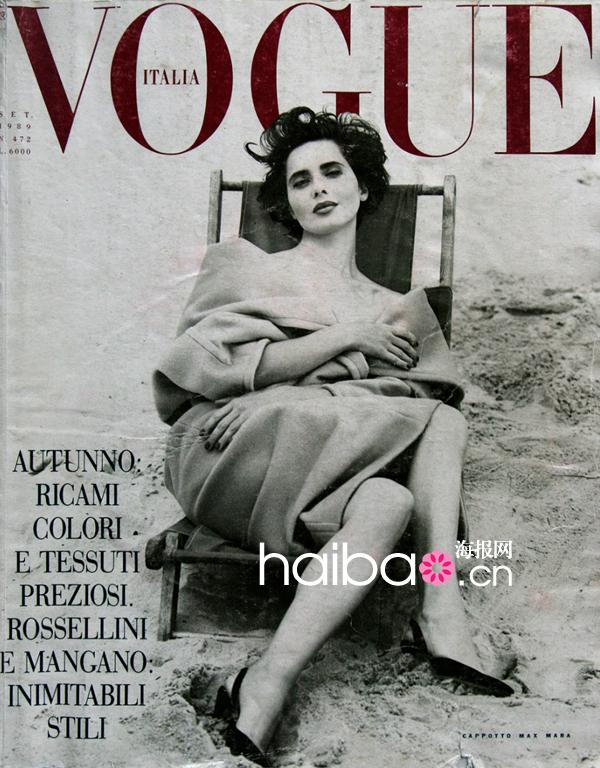 VOGUE
ITALIA
SET.
1989
N 472
L.6000
AUTUNNO:
RICAMI
COLORI
E TESSUTI
PREZIOSI.
ROSSELLINI
E MANGANO:
INIMITABILI
STILI
海报网
haibao.cn
CAPPOTTO MAX MARA